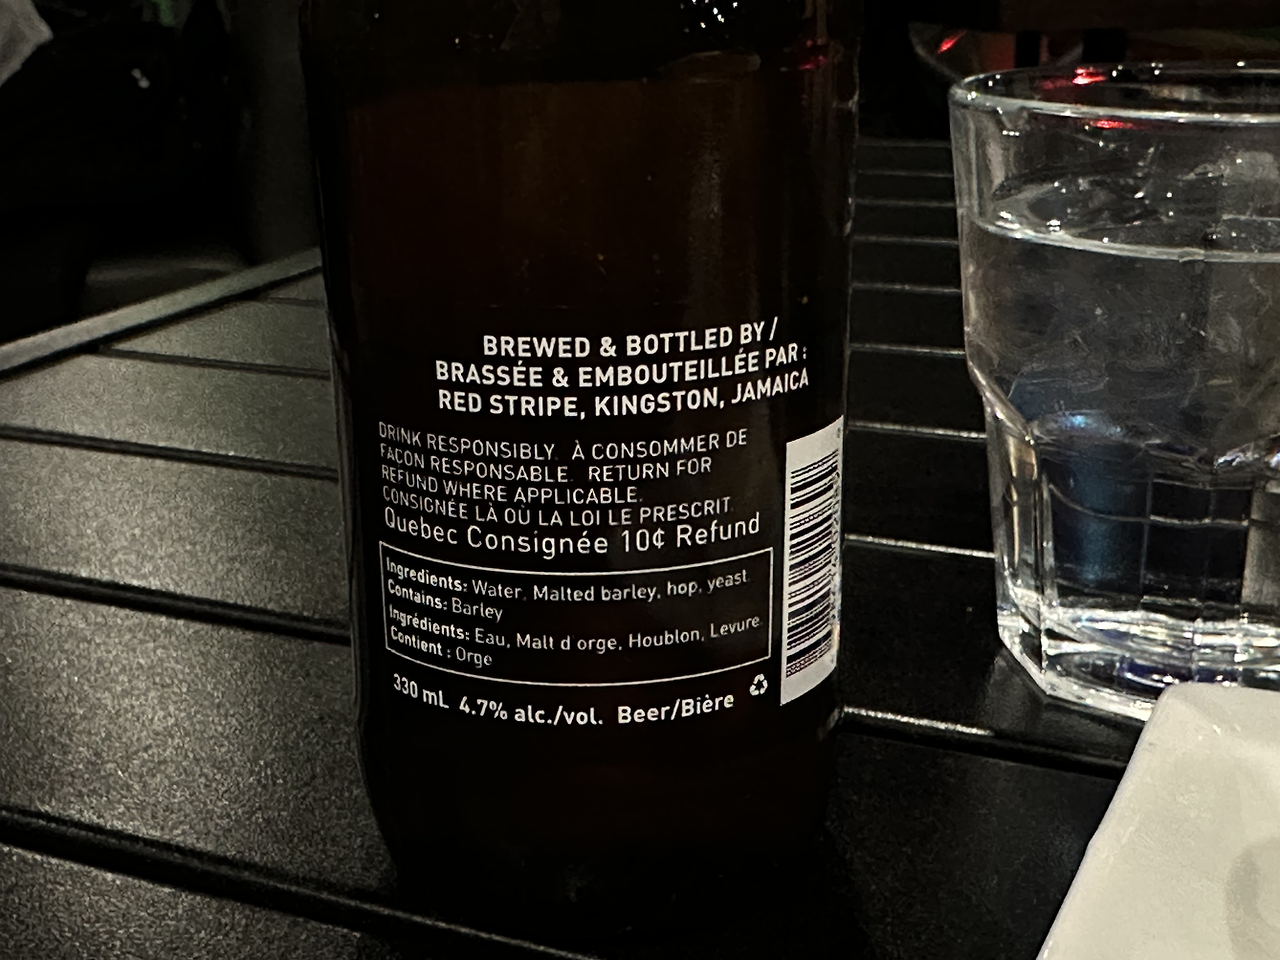 BREWED & BOTTLED BY /
BRASSÉE & EMBOUTEILLÉE PAR :
RED STRIPE, KINGSTON, JAMAICA
DRINK RESPONSIBLY. À CONSOMMER DE
FAÇON RESPONSABLE. RETURN FOR
REFUND WHERE APPLICABLE.
CONSIGNÉE LÀ OÙ LA LOI LE PRESCRIT.
Quebec Consignée 10¢ Refund
Ingredients: Water, Malted barley, hop, yeast.
Contains: Barley
Ingrédients: Eau, Malt d orge, Houblon, Levure.
Contient : Orge
330 mL 4.7% alc./vol. Beer/Bière